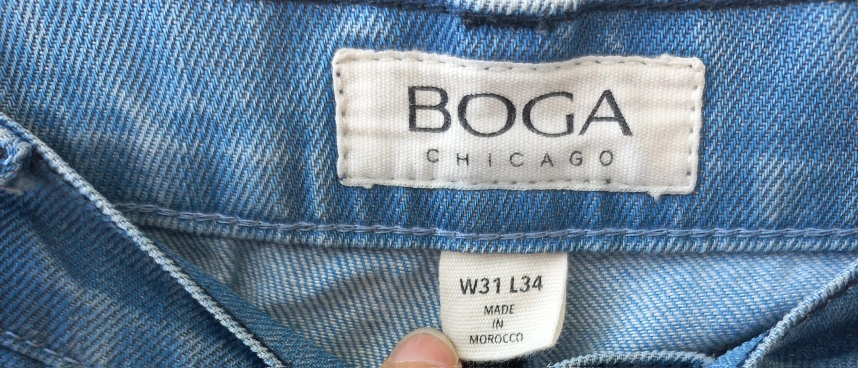 BOGA
CHICAGO
W31 L34
MADE
IN
MOROCCO